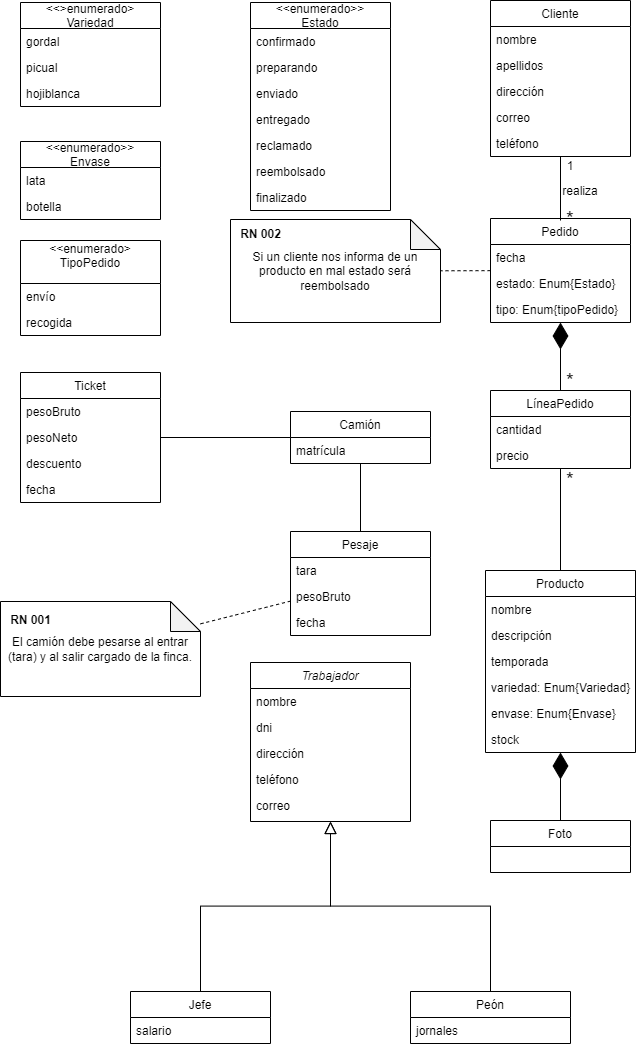 <<>enumerado>
Variedad
gordal
picual
hojiblanca
<<enumerado>>
Envase
lata
botella
<<enumerado>
TipoPedido
envío
recogida
<<enumerado>>
Estado
confirmado
preparando
enviado
entregado
reclamado
reembolsado
finalizado
Cliente
nombre
apellidos
dirección
correo
teléfono
1
realiza
*
RN 002
Si un cliente nos informa de un
producto en mal estado será
reembolsado
Pedido
fecha
estado: Enum{Estado}
tipo: Enum{tipoPedido}
*
LíneaPedido
cantidad
precio
*
Ticket
pesoBruto
pesoNeto
descuento
fecha
Camión
matrícula
Pesaje
tara
pesoBruto
fecha
RN 001
El camión debe pesarse al entrar
(tara) y al salir cargado de la finca.
Producto
nombre
descripción
temporada
variedad: Enum{Variedad}
envase: Enum{Envase}
stock
Foto
Trabajador
nombre
dni
dirección
teléfono
correo
Jefe
salario
Peón
jornales